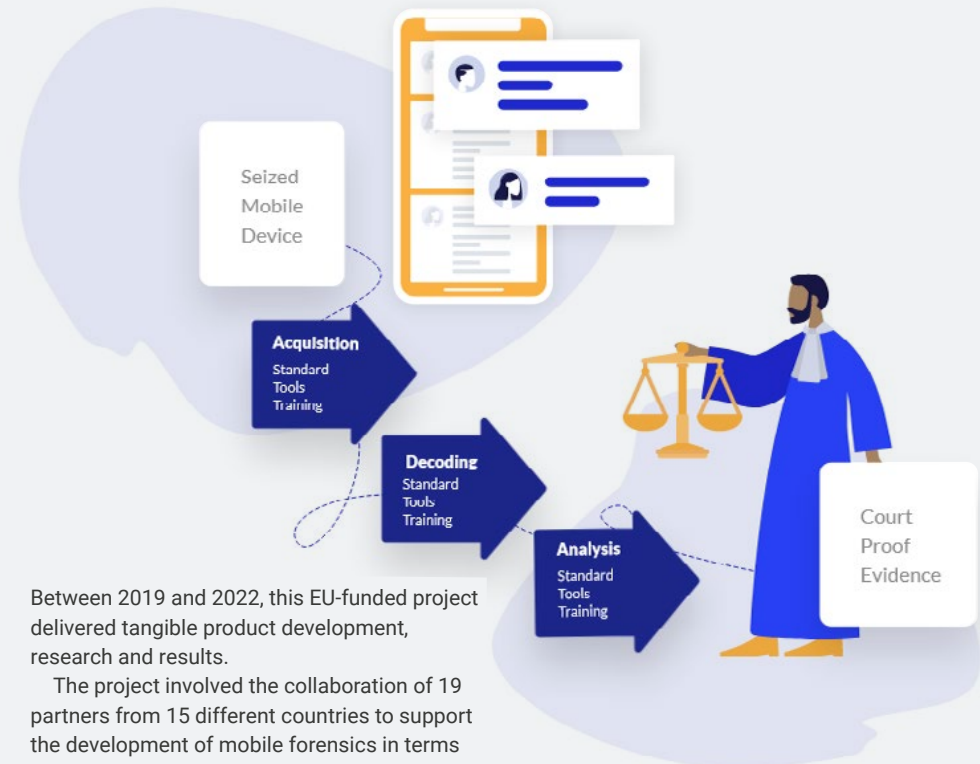 Seized
Mobile
Device
Acquisition
Standard
Tools
Training
Decoding
Standard
Tools
Training
Analysis
Standard
Tools
Training
Court
Proof
Evidence
Between 2019 and 2022, this EU-funded project
delivered tangible product development,
research and results.
The project involved the collaboration of 19
partners from 15 different countries to support
the development of mobile forensics in terms